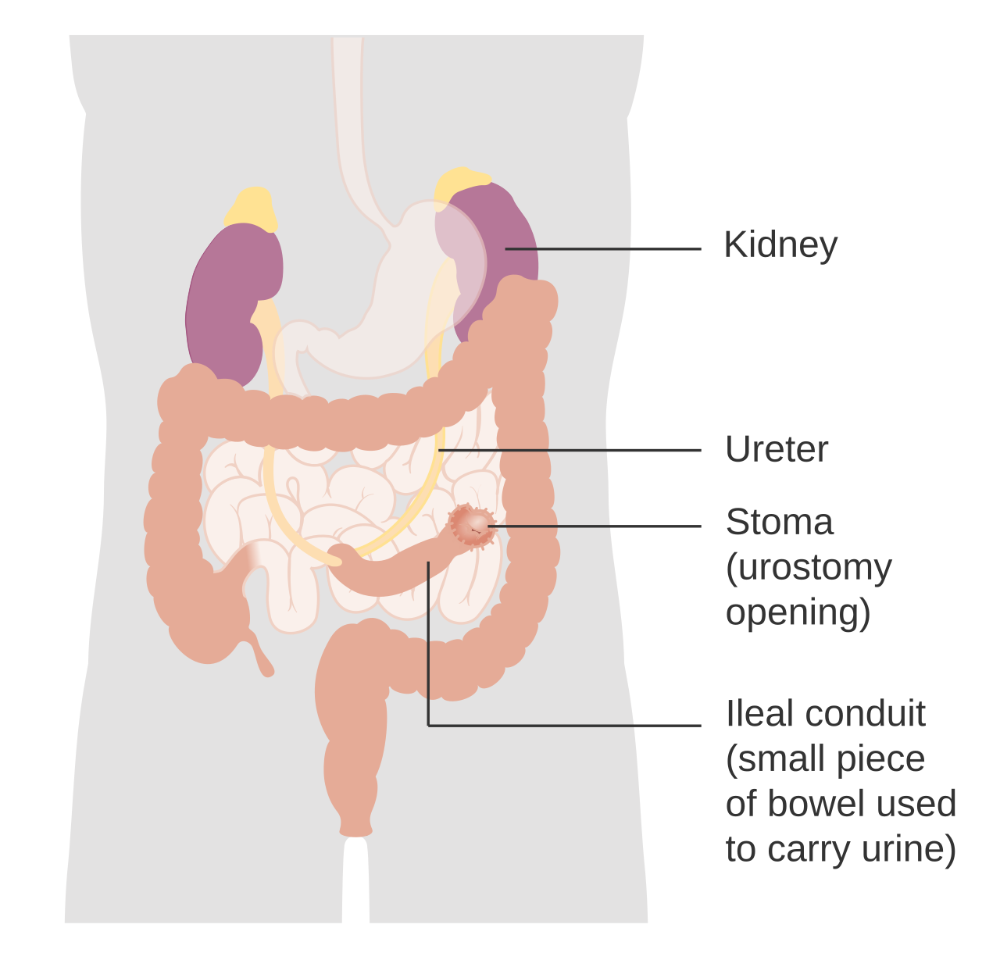 Kidney
Ureter
Stoma
(urostomy
opening)
Ileal conduit
(small piece
of bowel used
to carry urine)